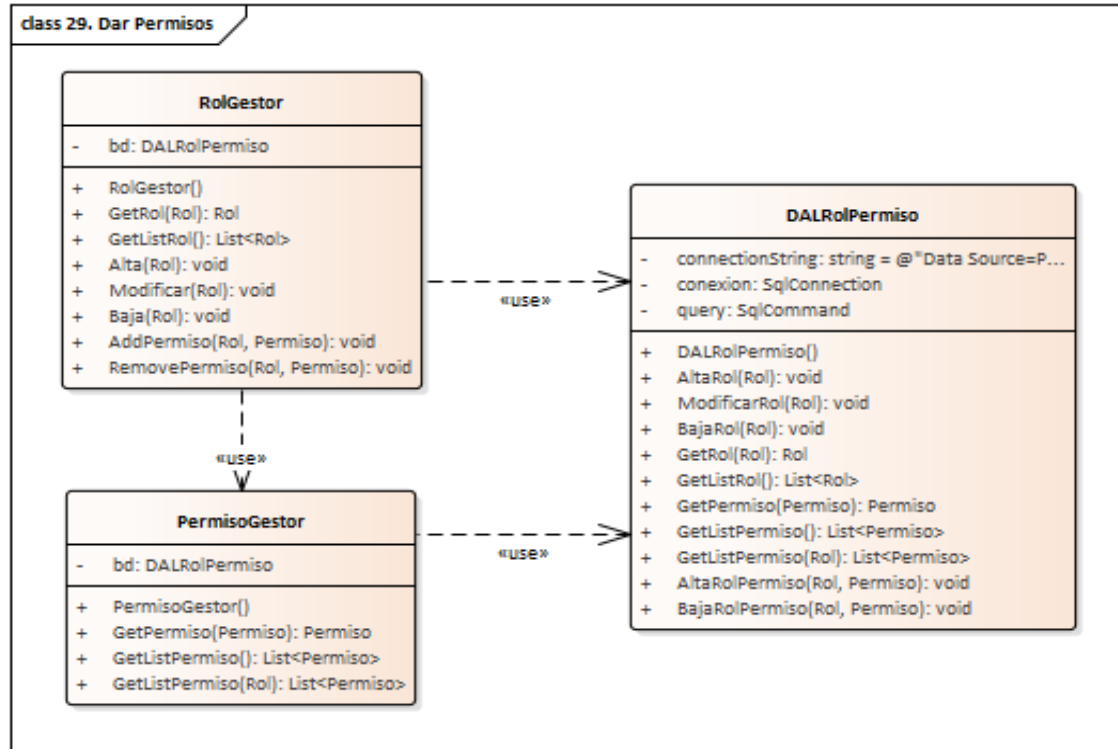 class 29. Dar Permisos
RolGestor
- bd: DALRolPermiso
+ RolGestor()
+ GetRol(Rol): Rol
+ GetListRol(): List<Rol>
+ Alta(Rol): void
+ Modificar(Rol): void
+ Baja(Rol): void
+ AddPermiso(Rol, Permiso): void
+ RemovePermiso(Rol, Permiso): void
«use»
«use»
PermisoGestor
- bd: DALRolPermiso
+ PermisoGestor()
+ GetPermiso(Permiso): Permiso
+ GetListPermiso(): List<Permiso>
+ GetListPermiso(Rol): List<Permiso>
«use»
DALRolPermiso
- connectionString: string = @"Data Source=P...
- conexion: SqlConnection
- query: SqlCommand
+ DALRolPermiso()
+ AltaRol(Rol): void
+ ModificarRol(Rol): void
+ BajaRol(Rol): void
+ GetRol(Rol): Rol
+ GetListRol(): List<Rol>
+ GetPermiso(Permiso): Permiso
+ GetListPermiso(): List<Permiso>
+ GetListPermiso(Rol): List<Permiso>
+ AltaRolPermiso(Rol, Permiso): void
+ BajaRolPermiso(Rol, Permiso): void